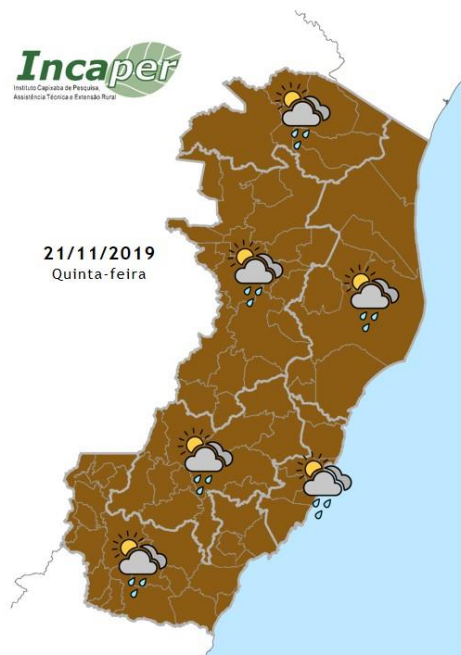 Incaper
Instituto Capixaba de Pesquisa,
Assistência Técnica e Extensão Rural
21/11/2019
Quinta-feira